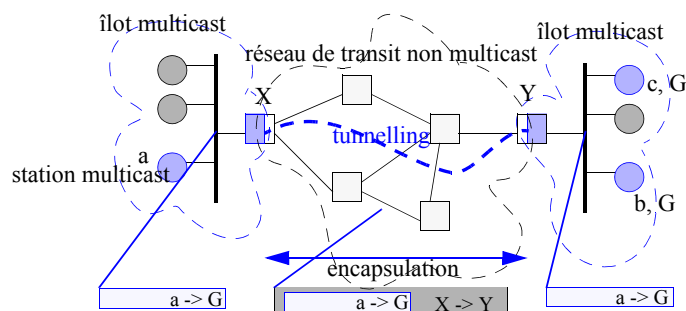 îlot multicast
îlot multicast
réseau de transit non multicast
X
Y
c, G
tunnelling
a
station multicast
b, G
encapsulation
a -> G
a -> G
X -> Y
a -> G